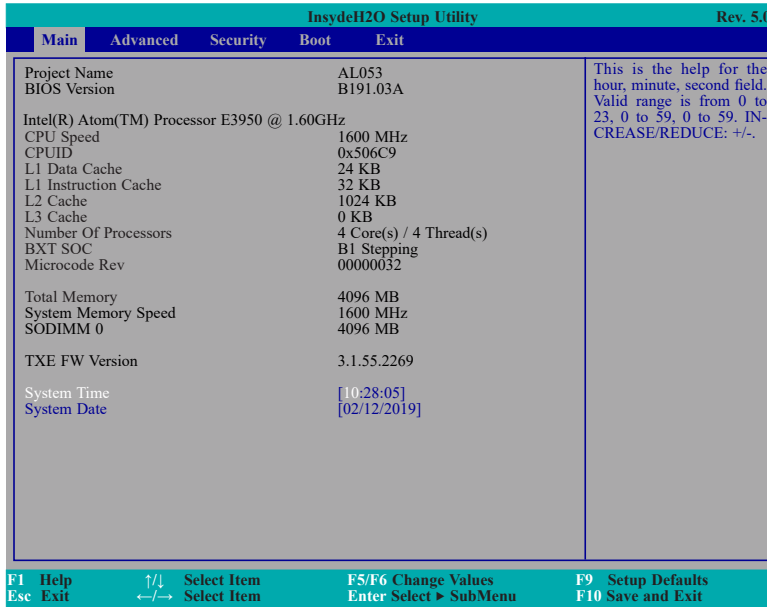 InsydeH2O Setup Utility Rev. 5.0
Main Advanced Security Boot Exit
Project Name AL053
BIOS Version B191.03A
Intel(R) Atom(TM) Processor E3950 @ 1.60GHz
CPU Speed 1600 MHz
CPUID 0x506C9
L1 Data Cache 24 KB
L1 Instruction Cache 32 KB
L2 Cache 1024 KB
L3 Cache 0 KB
Number Of Processors 4 Core(s) / 4 Thread(s)
BXT SOC B1 Stepping
Microcode Rev 00000032
Total Memory 4096 MB
System Memory Speed 1600 MHz
SODIMM 0 4096 MB
TXE FW Version 3.1.55.2269
System Time [10:28:05]
System Date [02/12/2019]
This is the help for the
hour, minute, second field.
Valid range is from 0 to
23, 0 to 59, 0 to 59. IN-
CREASE/REDUCE: +/-.
F1 Help ↑/↓ Select Item F5/F6 Change Values F9 Setup Defaults
Esc Exit ←/→ Select Item Enter Select ► SubMenu F10 Save and Exit